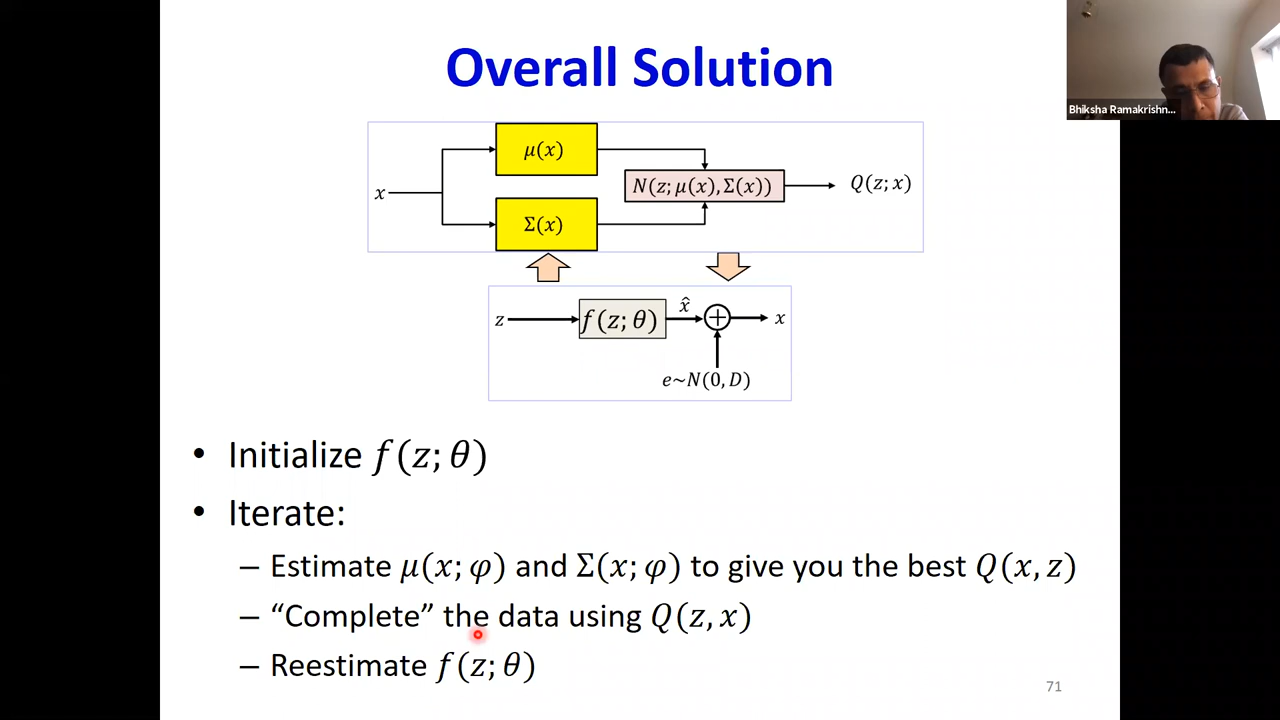 Overall Solution
Bhiksha Ramakrishn...
μ(x)
x
N(z; μ(x), Σ(x))
Q(z; x)
Σ(x)
z
f(z; θ)
x̂
+
x
e~N(0, D)
• Initialize f(z; θ)
• Iterate:
– Estimate μ(x; φ) and Σ(x; φ) to give you the best Q(x, z)
– “Complete” the data using Q(z, x)
– Reestimate f(z; θ)
71